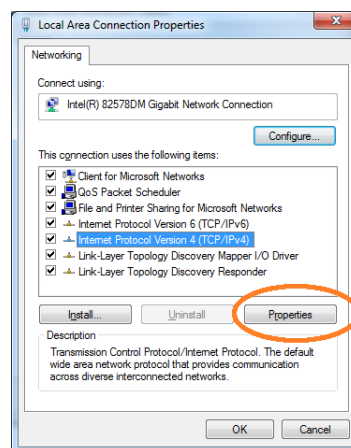 Local Area Connection Properties
Networking
Connect using:
Intel(R) 82578DM Gigabit Network Connection
Configure...
This connection uses the following items:
Client for Microsoft Networks
QoS Packet Scheduler
File and Printer Sharing for Microsoft Networks
Internet Protocol Version 6 (TCP/IPv6)
Internet Protocol Version 4 (TCP/IPv4)
Link-Layer Topology Discovery Mapper I/O Driver
Link-Layer Topology Discovery Responder
Install... Uninstall Properties
Description
Transmission Control Protocol/Internet Protocol. The default
wide area network protocol that provides communication
across diverse interconnected networks.
OK Cancel